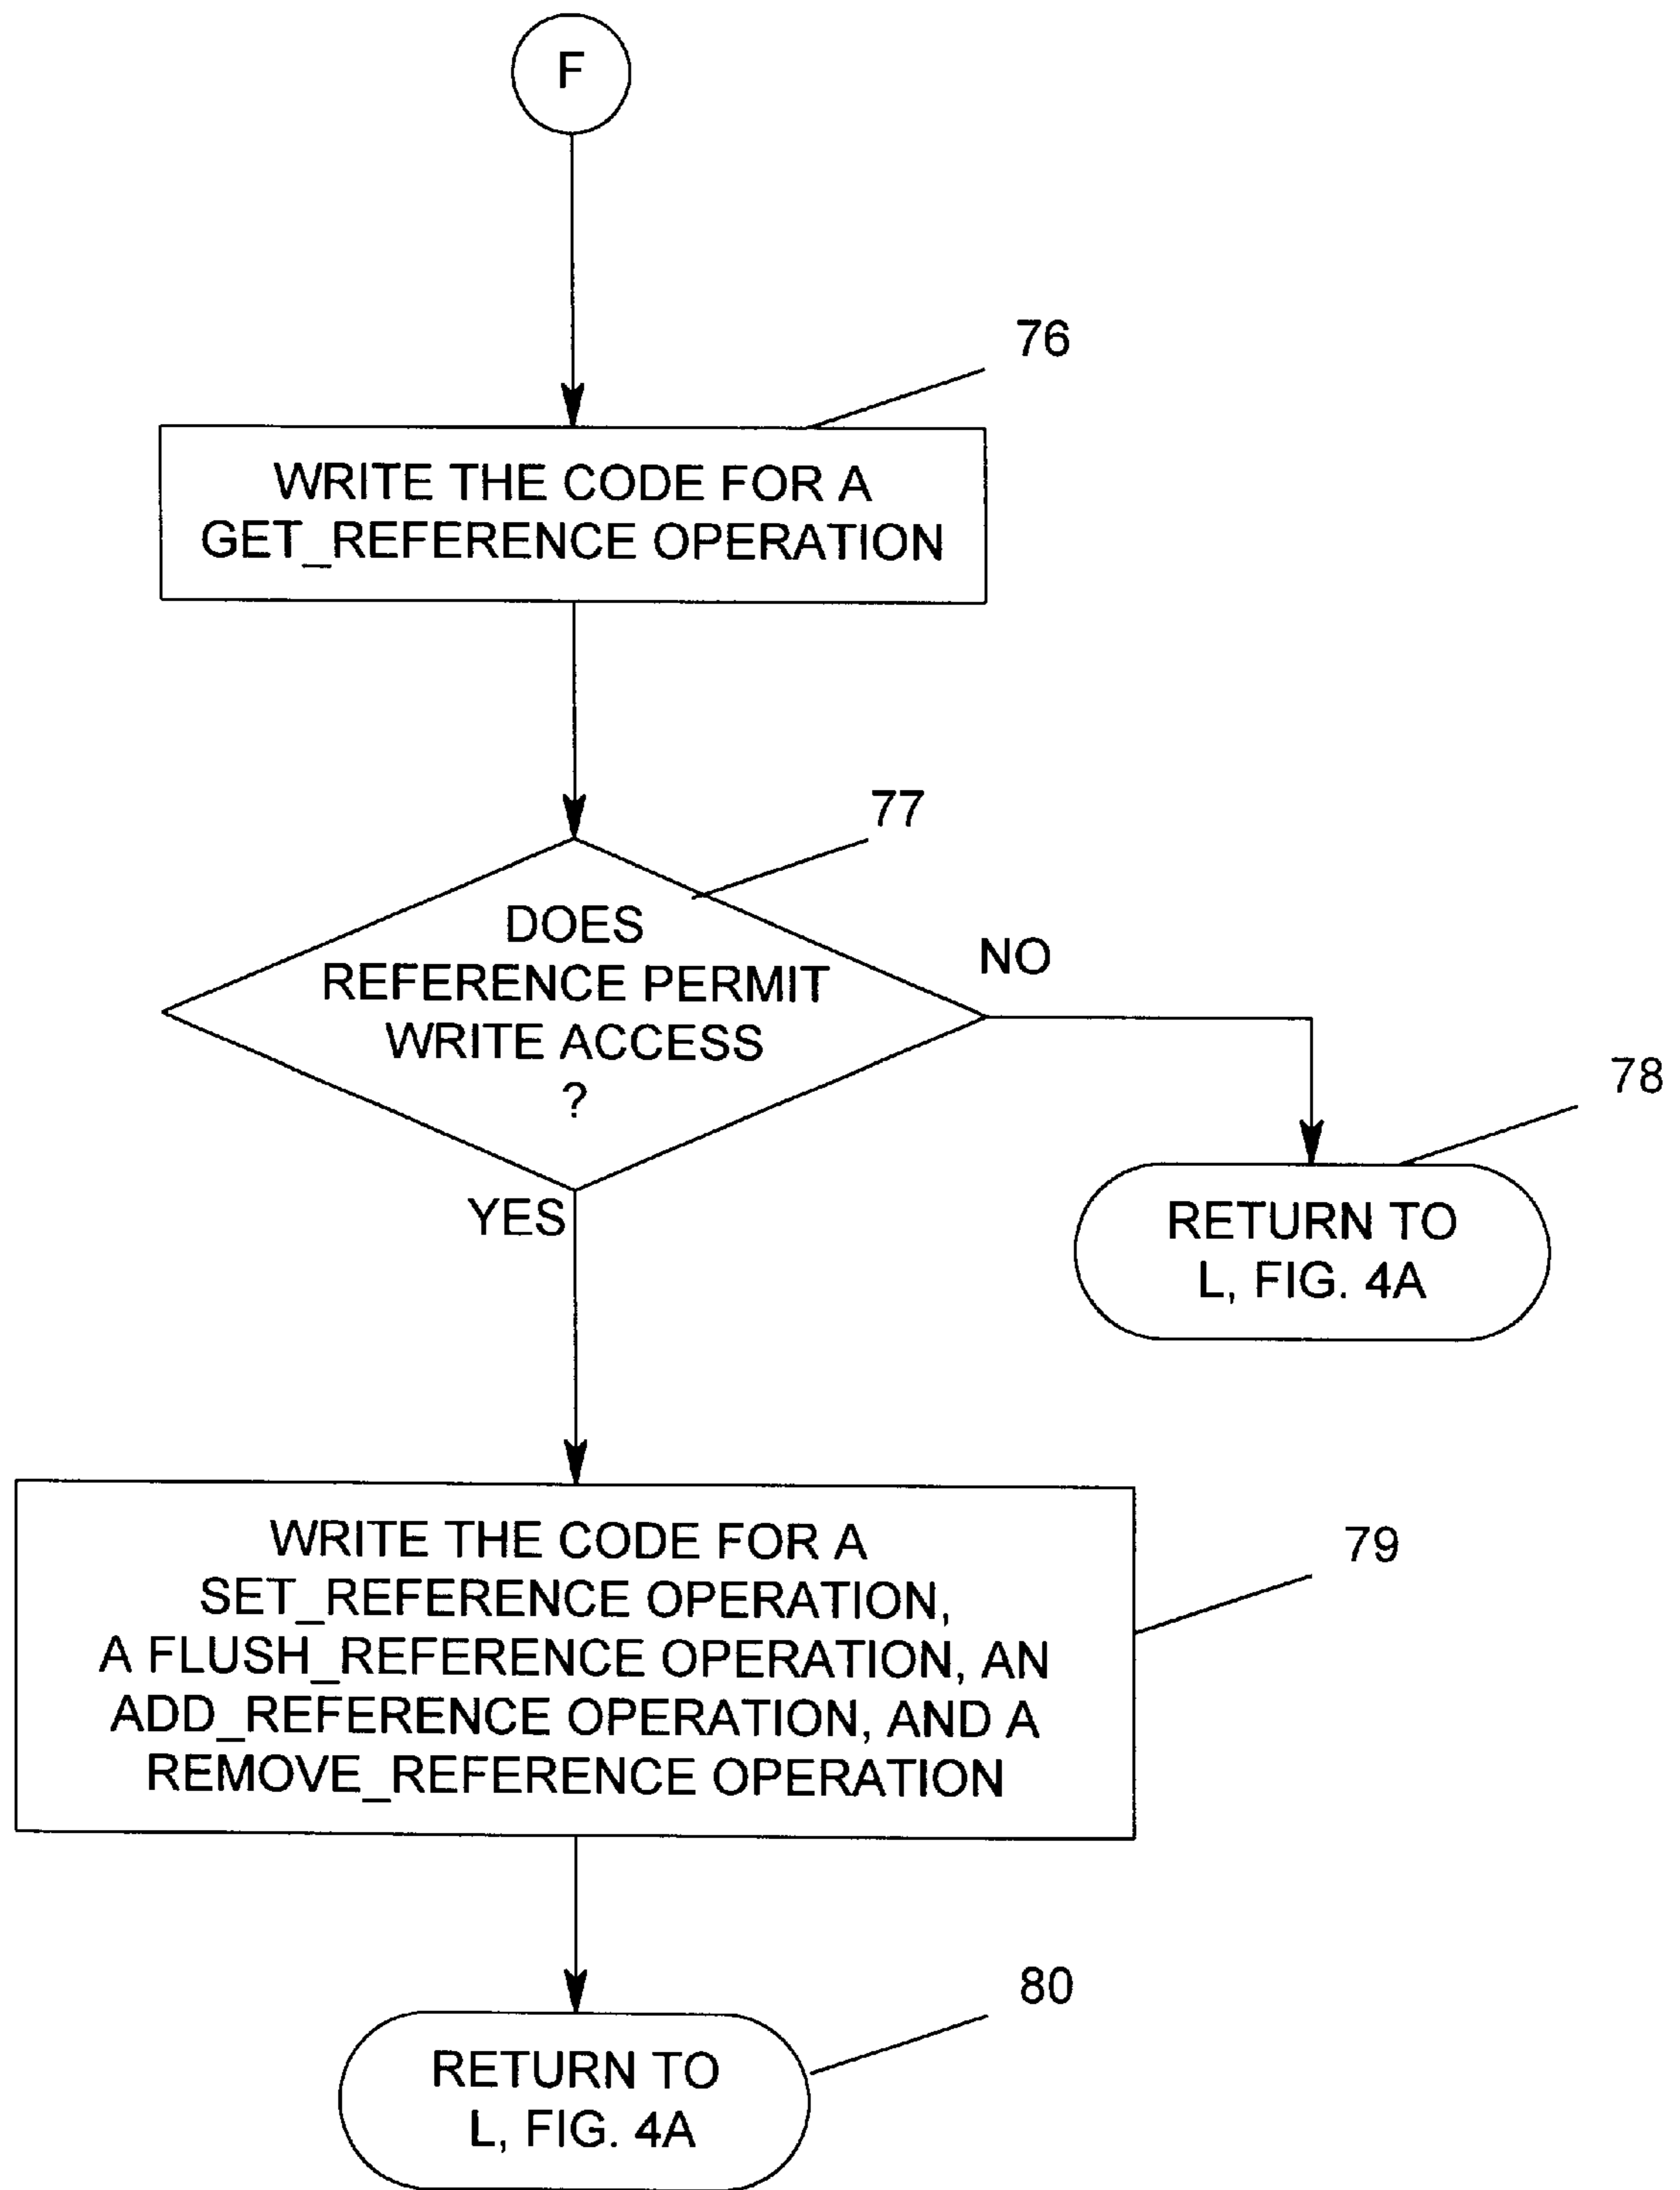 F
76
WRITE THE CODE FOR A
GET_REFERENCE OPERATION
77
DOES
REFERENCE PERMIT
WRITE ACCESS
?
NO
78
RETURN TO
L, FIG. 4A
YES
79
WRITE THE CODE FOR A
SET_REFERENCE OPERATION,
A FLUSH_REFERENCE OPERATION, AN
ADD_REFERENCE OPERATION, AND A
REMOVE_REFERENCE OPERATION
80
RETURN TO
L, FIG. 4A